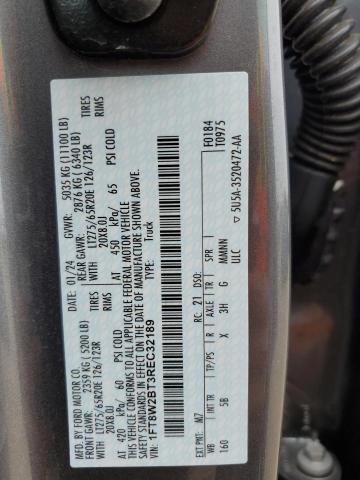 MFD. BY FORD MOTOR CO.
DATE: 01/24 GVWR: 5035 KG (11100 LB)
FRONT GAWR: 2359 KG ( 5200 LB) REAR GAWR: 2876 KG ( 6340 LB)
WITH LT275/65R20E 126/123R TIRES WITH LT275/65R20E 126/123R TIRES
20X8.0J RIMS 20X8.0J RIMS
AT 420 kPa/ 60 PSI COLD AT 450 kPa/ 65 PSI COLD
THIS VEHICLE CONFORMS TO ALL APPLICABLE FEDERAL MOTOR VEHICLE
SAFETY STANDARDS IN EFFECT ON THE DATE OF MANUFACTURE SHOWN ABOVE.
VIN: 1FT8W2BT3REC32189
TYPE: Truck
F0184
T0975
EXT PNT: M7 RC: 21 DSO:
WB INT TR TP/PS R AXLE TR SPR
160 5B X 3H G MANNN
ULC
▽ 5U5A-3520472-AA